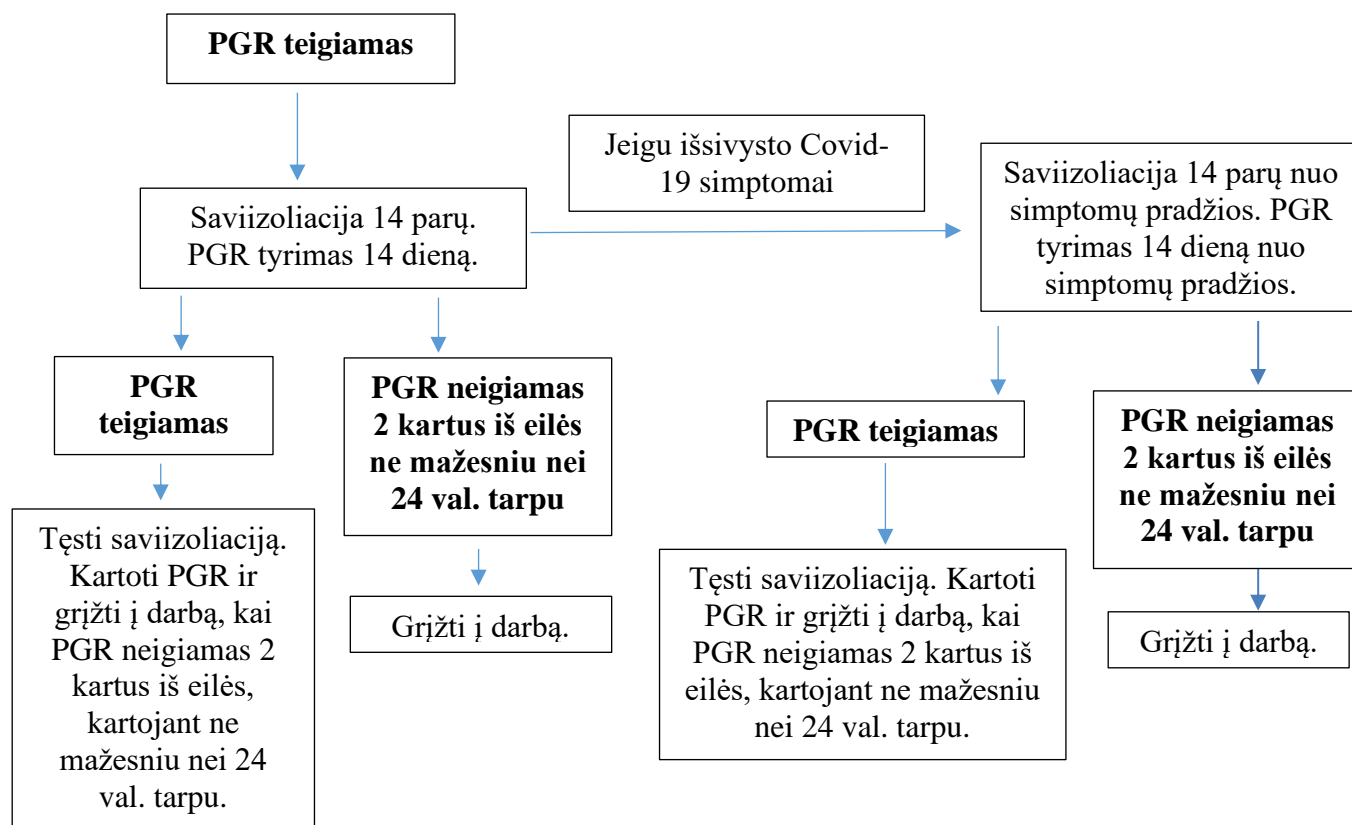 PGR teigiamas
Jeigu išsivysto Covid-
19 simptomai
Saviizoliacija 14 parų.
PGR tyrimas 14 dieną.
Saviizoliacija 14 parų nuo
simptomų pradžios. PGR
tyrimas 14 dieną nuo
simptomų pradžios.
PGR
teigiamas
PGR neigiamas
2 kartus iš eilės
ne mažesniu nei
24 val. tarpu
PGR teigiamas
PGR neigiamas
2 kartus iš eilės
ne mažesniu nei
24 val. tarpu
Tęsti saviizoliaciją.
Kartoti PGR ir
grįžti į darbą, kai
PGR neigiamas 2
kartus iš eilės,
kartojant ne
mažesniu nei 24
val. tarpu.
Grįžti į darbą.
Tęsti saviizoliaciją. Kartoti
PGR ir grįžti į darbą, kai
PGR neigiamas 2 kartus iš
eilės, kartojant ne mažesniu
nei 24 val. tarpu.
Grįžti į darbą.